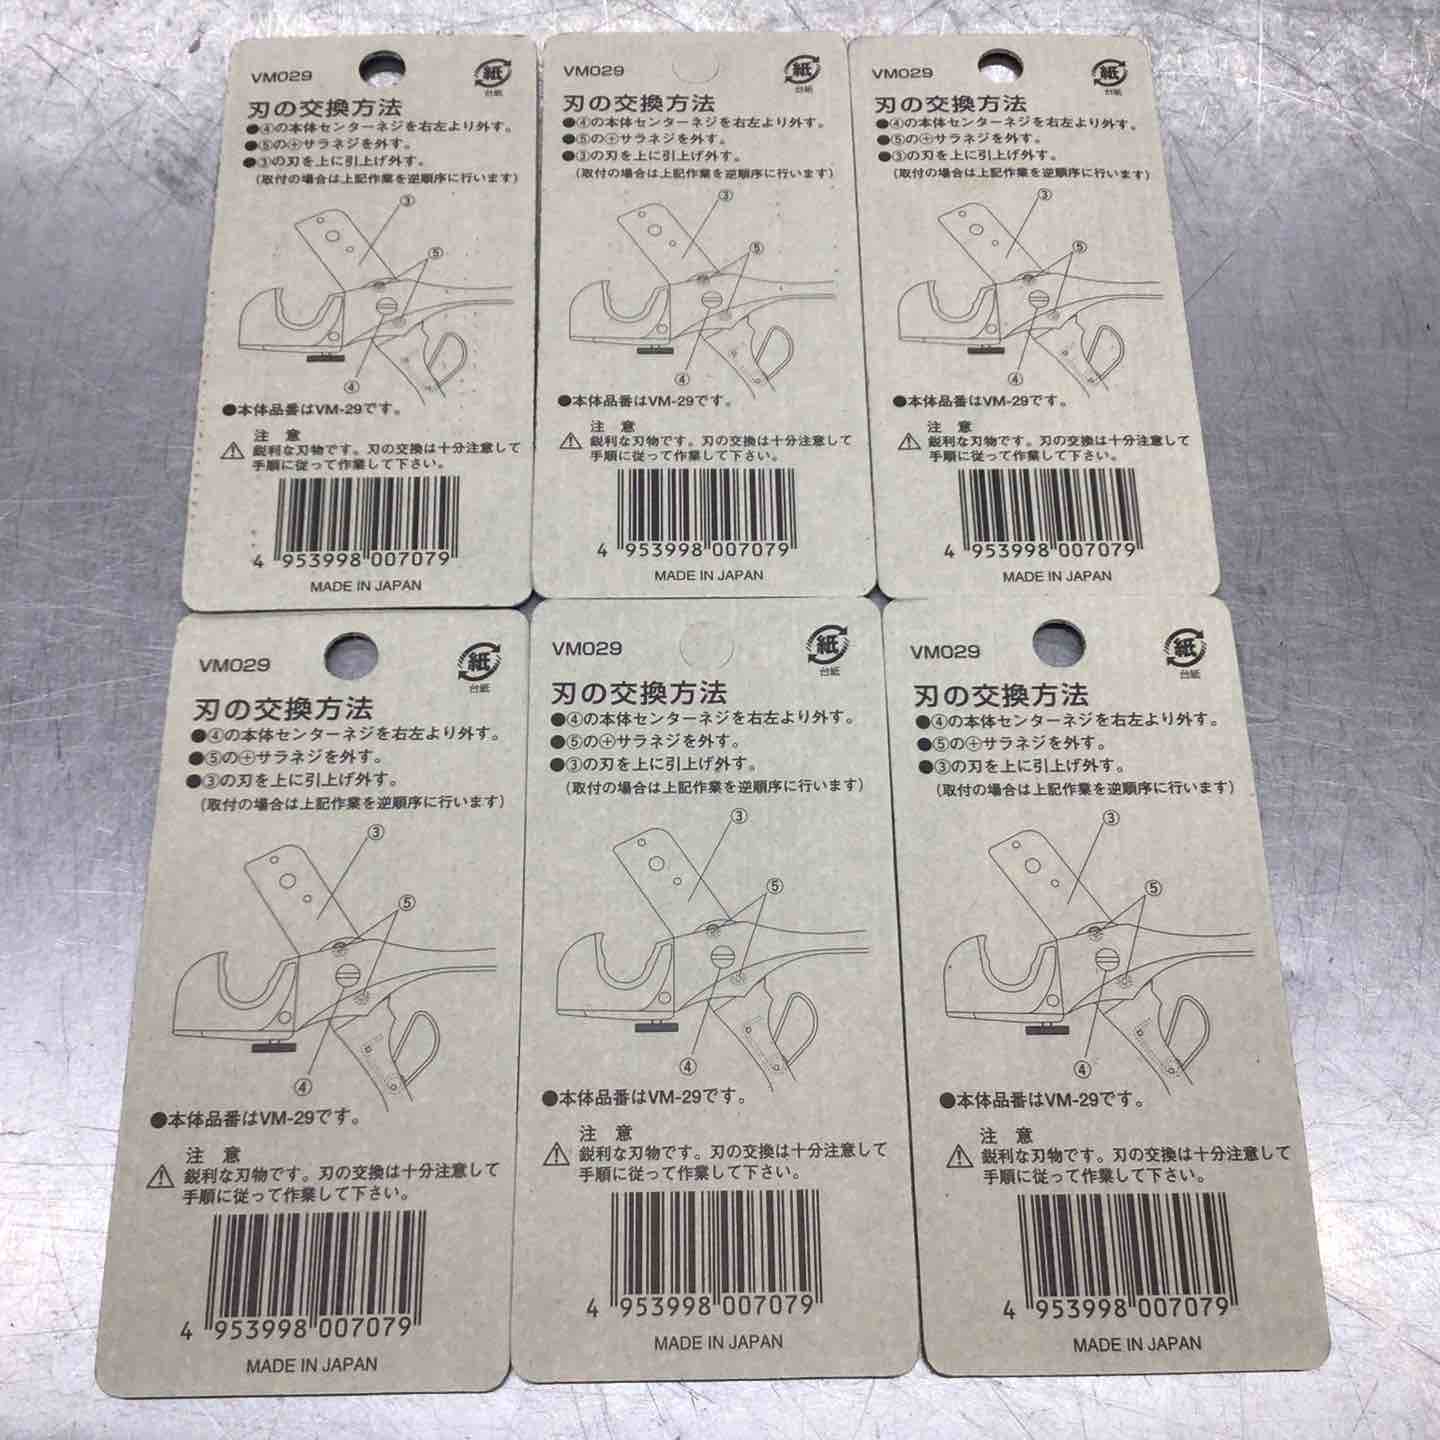 VM029
紙
台紙
刃の交換方法
●④の本体センターネジを右左より外す。
●⑤の⊕サラネジを外す。
●③の刃を上に引上げ外す。
(取付の場合は上記作業を逆順序に行います)
③
⑤
④
●本体品番はVM-29です。
注 意
鋭利な刃物です。刃の交換は十分注意して
手順に従って作業して下さい。
4 953998 007079
MADE IN JAPAN
VM029
紙
台紙
刃の交換方法
●④の本体センターネジを右左より外す。
●⑤の⊕サラネジを外す。
●③の刃を上に引上げ外す。
(取付の場合は上記作業を逆順序に行います)
③
⑤
④
●本体品番はVM-29です。
注 意
鋭利な刃物です。刃の交換は十分注意して
手順に従って作業して下さい。
4 953998 007079
MADE IN JAPAN
VM029
紙
台紙
刃の交換方法
●④の本体センターネジを右左より外す。
●⑤の⊕サラネジを外す。
●③の刃を上に引上げ外す。
(取付の場合は上記作業を逆順序に行います)
③
⑤
④
●本体品番はVM-29です。
注 意
鋭利な刃物です。刃の交換は十分注意して
手順に従って作業して下さい。
4 953998 007079
MADE IN JAPAN
VM029
紙
台紙
刃の交換方法
●④の本体センターネジを右左より外す。
●⑤の⊕サラネジを外す。
●③の刃を上に引上げ外す。
(取付の場合は上記作業を逆順序に行います)
③
⑤
④
●本体品番はVM-29です。
注 意
鋭利な刃物です。刃の交換は十分注意して
手順に従って作業して下さい。
4 953998 007079
MADE IN JAPAN
VM029
紙
台紙
刃の交換方法
●④の本体センターネジを右左より外す。
●⑤の⊕サラネジを外す。
●③の刃を上に引上げ外す。
(取付の場合は上記作業を逆順序に行います)
③
⑤
④
●本体品番はVM-29です。
注 意
鋭利な刃物です。刃の交換は十分注意して
手順に従って作業して下さい。
4 953998 007079
MADE IN JAPAN
VM029
紙
台紙
刃の交換方法
●④の本体センターネジを右左より外す。
●⑤の⊕サラネジを外す。
●③の刃を上に引上げ外す。
(取付の場合は上記作業を逆順序に行います)
③
⑤
④
●本体品番はVM-29です。
注 意
鋭利な刃物です。刃の交換は十分注意して
手順に従って作業して下さい。
4 953998 007079
MADE IN JAPAN